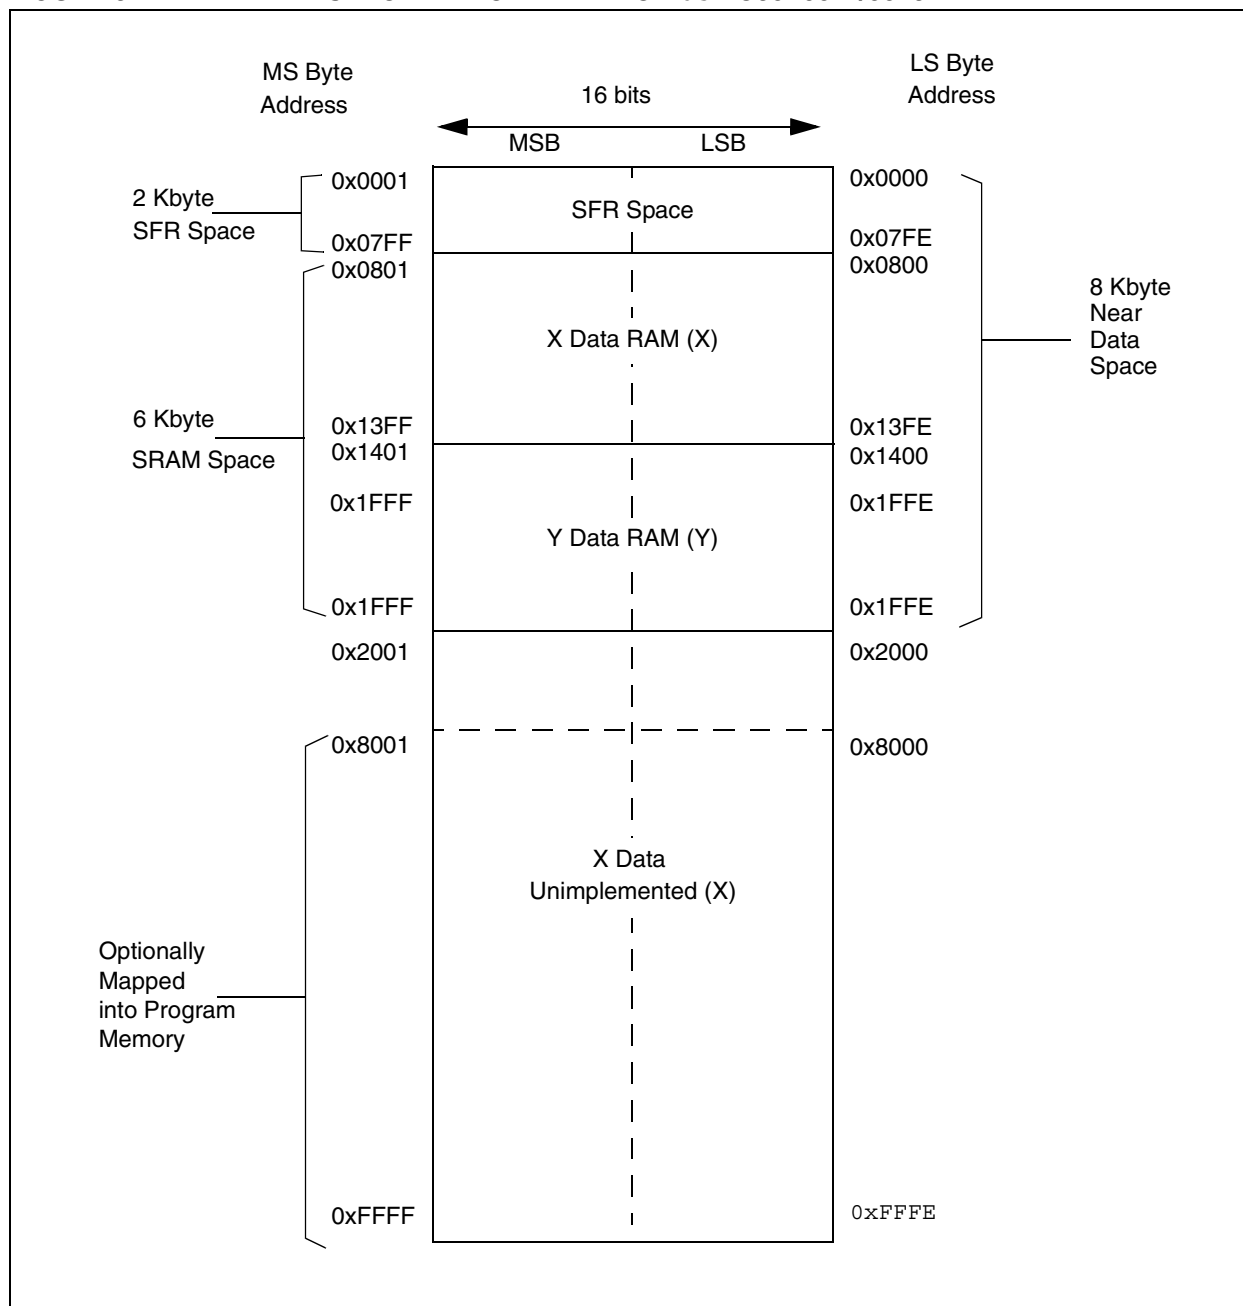 MS Byte
Address
16 bits
LS Byte
Address
MSB
LSB
0x0001
0x0000
2 Kbyte
SFR Space
SFR Space
0x07FF
0x07FE
0x0801
0x0800
8 Kbyte
Near
Data
Space
X Data RAM (X)
6 Kbyte
SRAM Space
0x13FF
0x13FE
0x1401
0x1400
0x1FFF
0x1FFE
Y Data RAM (Y)
0x1FFF
0x1FFE
0x2001
0x2000
0x8001
0x8000
X Data
Unimplemented (X)
Optionally
Mapped
into Program
Memory
0xFFFF
0xFFFE